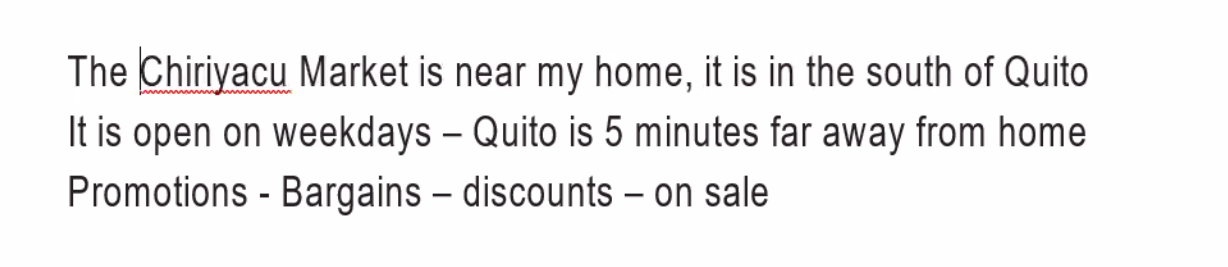 The Chiriyacu Market is near my home, it is in the south of Quito
It is open on weekdays – Quito is 5 minutes far away from home
Promotions - Bargains – discounts – on sale